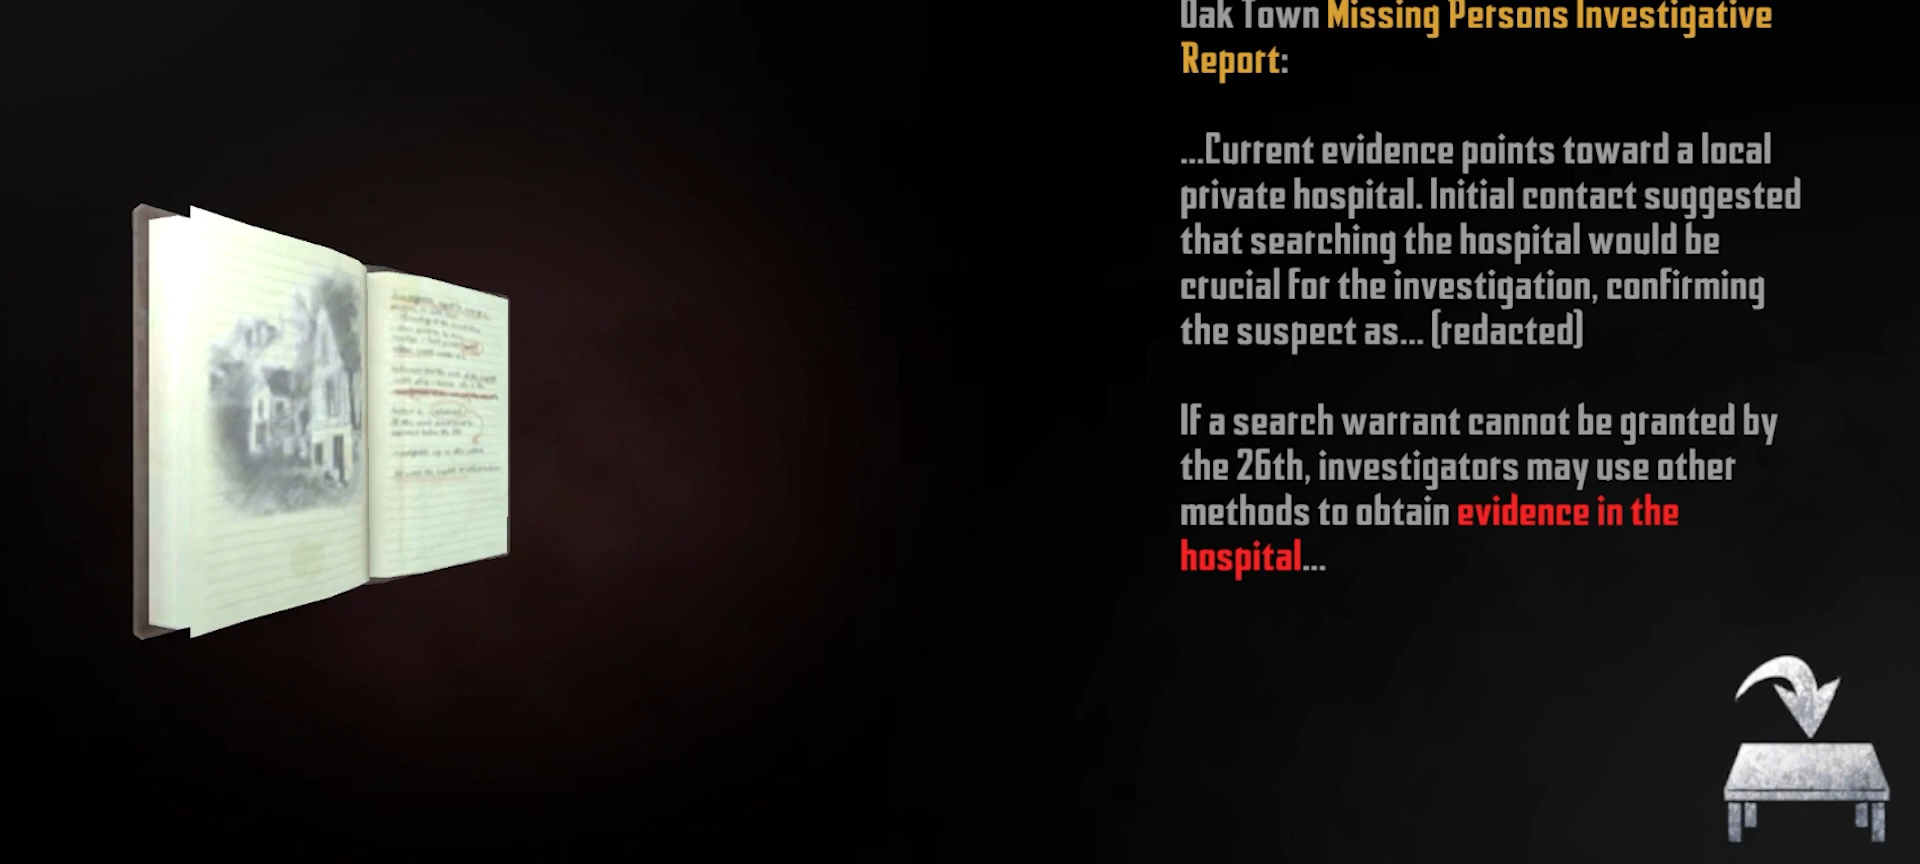 Oak Town Missing Persons Investigative
Report:
...Current evidence points toward a local
private hospital. Initial contact suggested
that searching the hospital would be
crucial for the investigation, confirming
the suspect as... (redacted)
If a search warrant cannot be granted by
the 26th, investigators may use other
methods to obtain evidence in the
hospital...